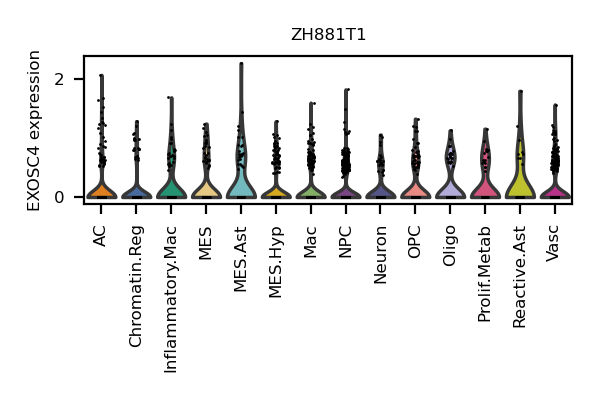 ZH881T1
EXOSC4 expression
2
0
AC
Chromatin.Reg
Inflammatory.Mac
MES
MES.Ast
MES.Hyp
Mac
NPC
Neuron
OPC
Oligo
Prolif.Metab
Reactive.Ast
Vasc